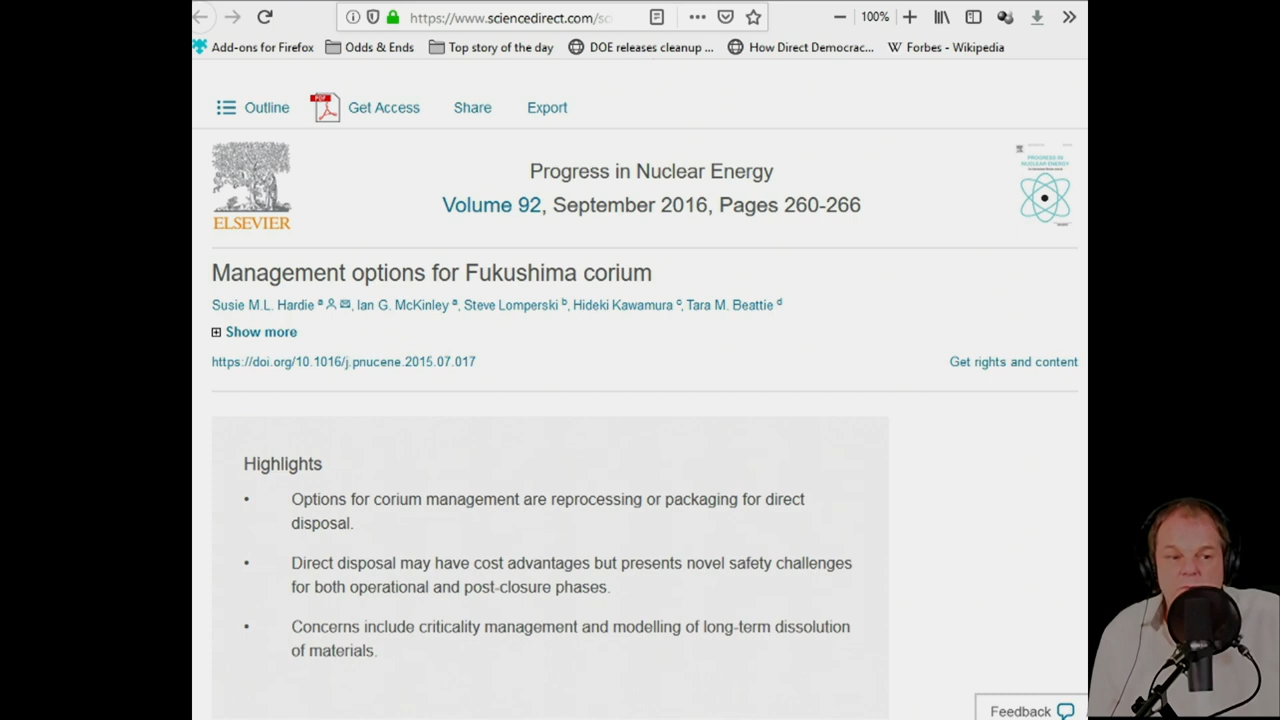 https://www.sciencedirect.com/sc
100%
Add-ons for Firefox
Odds & Ends
Top story of the day
DOE releases cleanup ...
How Direct Democrac...
W Forbes - Wikipedia
Outline
PDF
Get Access
Share
Export
Progress in Nuclear Energy
Volume 92, September 2016, Pages 260-266
ELSEVIER
PROGRESS IN
NUCLEAR ENERGY
Management options for Fukushima corium
Susie M.L. Hardie a, Ian G. McKinley a, Steve Lomperski b, Hideki Kawamura c, Tara M. Beattie d
Show more
https://doi.org/10.1016/j.pnucene.2015.07.017
Get rights and content
Highlights
• Options for corium management are reprocessing or packaging for direct
disposal.
• Direct disposal may have cost advantages but presents novel safety challenges
for both operational and post-closure phases.
• Concerns include criticality management and modelling of long-term dissolution
of materials.
Feedback